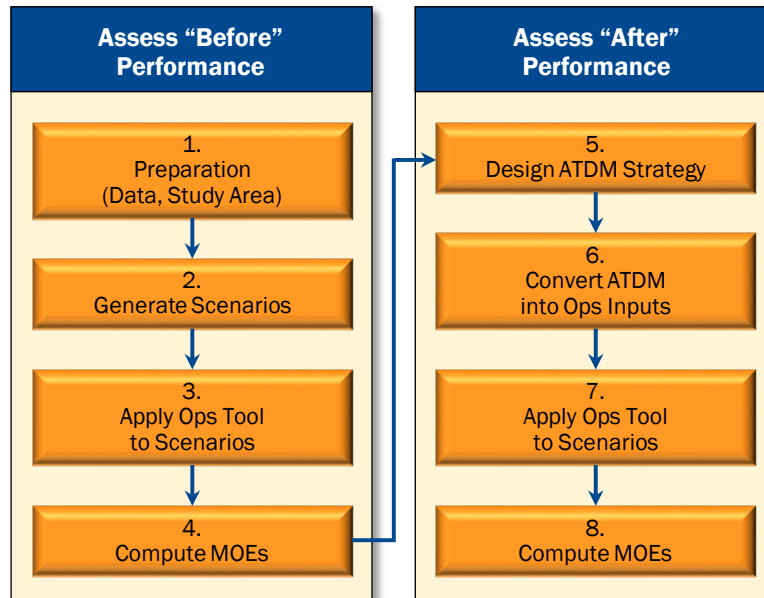 Assess “Before”
Performance
1.
Preparation
(Data, Study Area)
2.
Generate Scenarios
3.
Apply Ops Tool
to Scenarios
4.
Compute MOEs
Assess “After”
Performance
5.
Design ATDM Strategy
6.
Convert ATDM
into Ops Inputs
7.
Apply Ops Tool
to Scenarios
8.
Compute MOEs